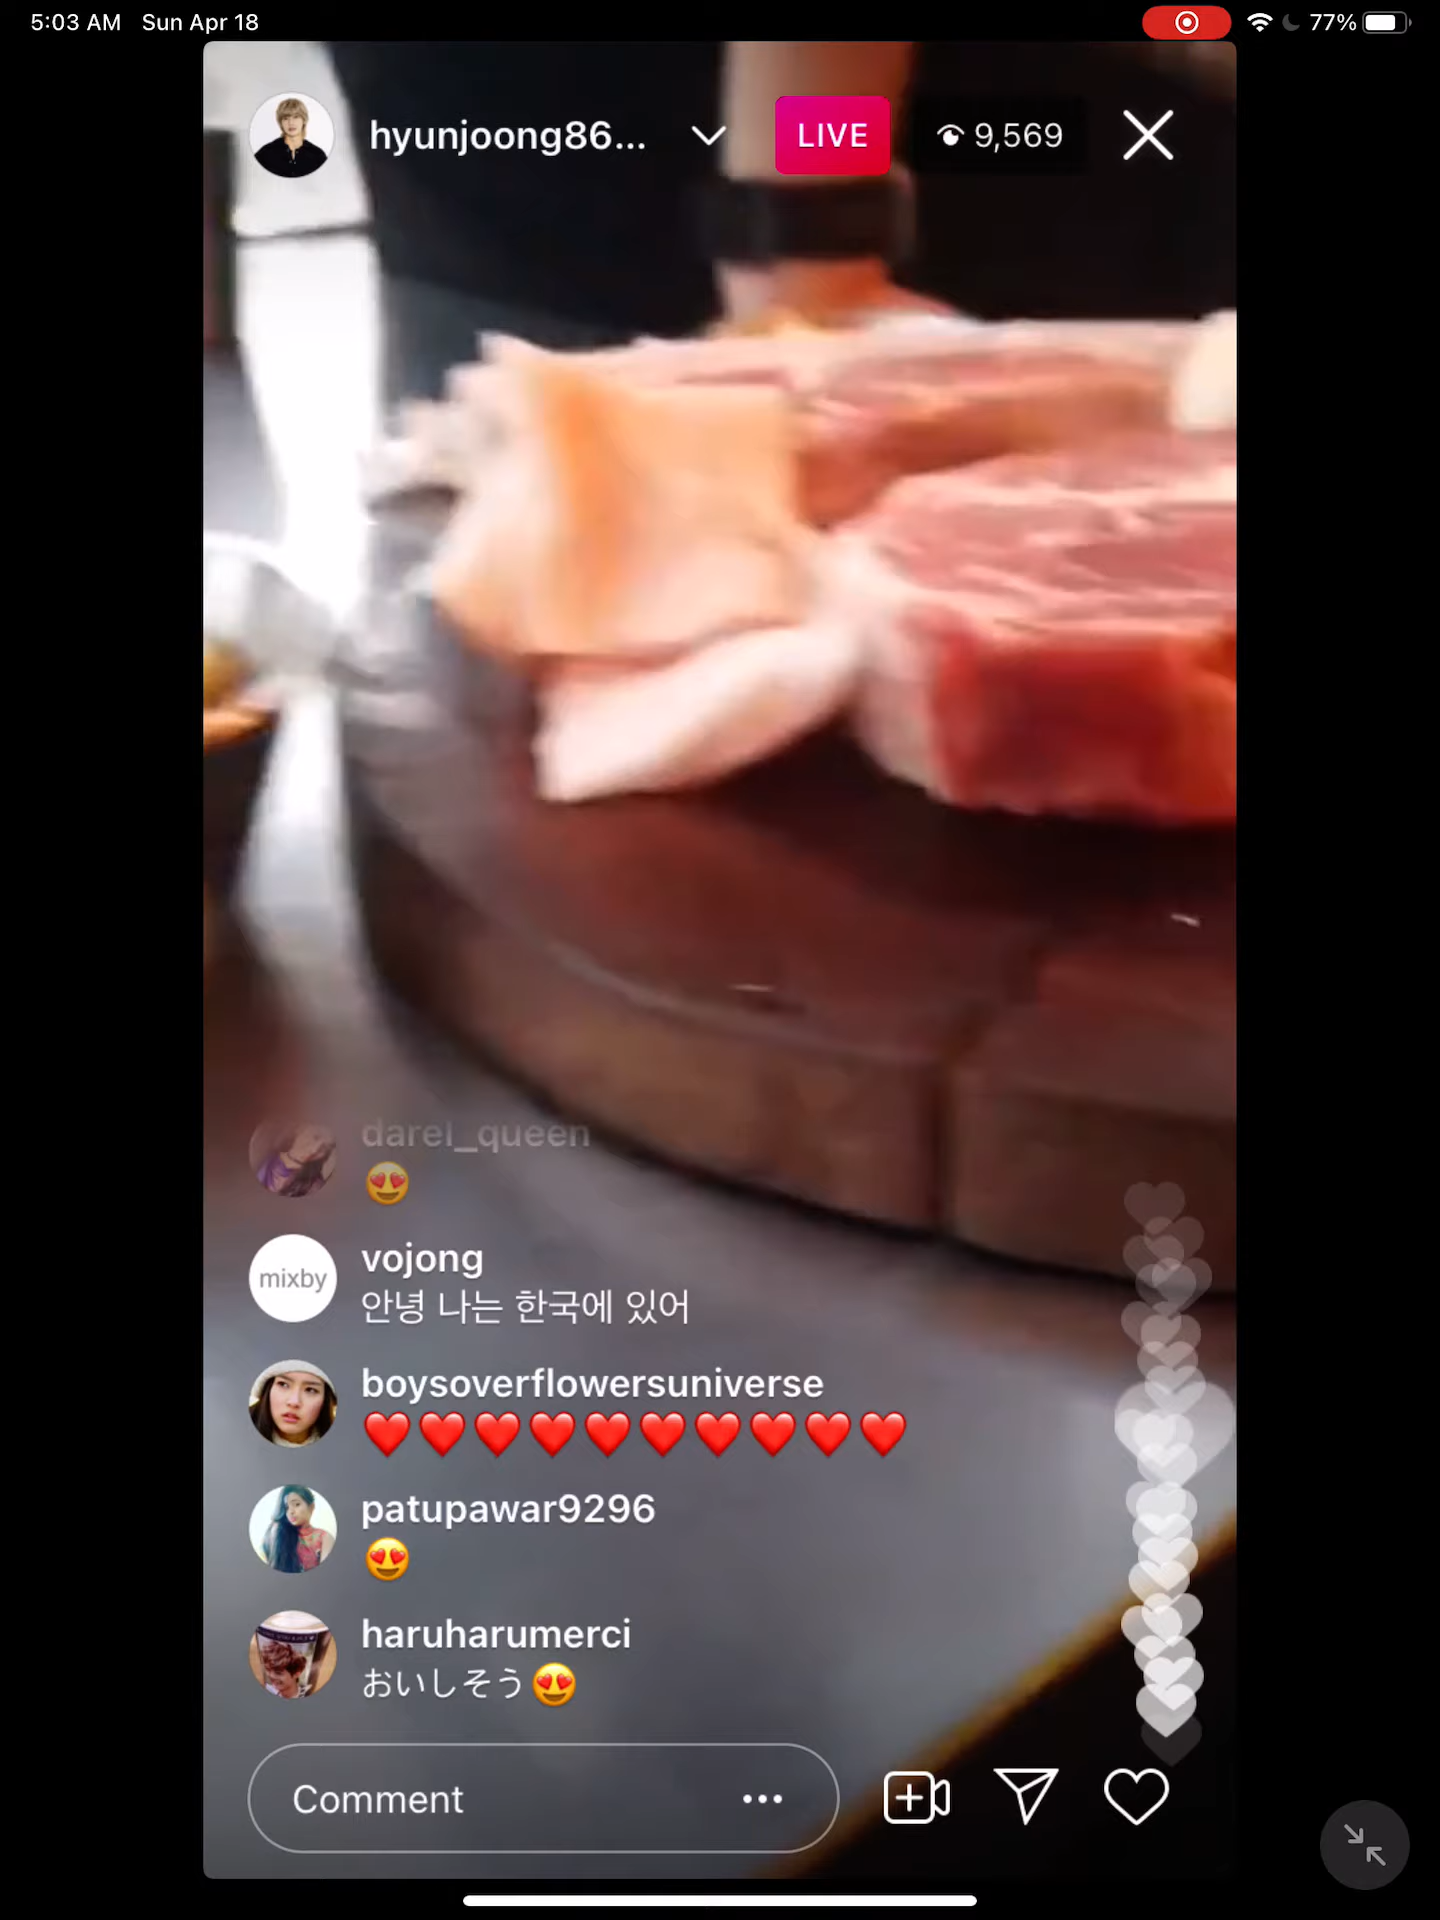 5:03 AM Sun Apr 18
77%
hyunjoong86... LIVE 9,569
darel_queen
😍
mixby
vojong
안녕 나는 한국에 있어
boysoverflowersuniverse
❤️❤️❤️❤️❤️❤️❤️❤️❤️❤️
patupawar9296
😍
haruharumerci
おいしそう😍
Comment ...